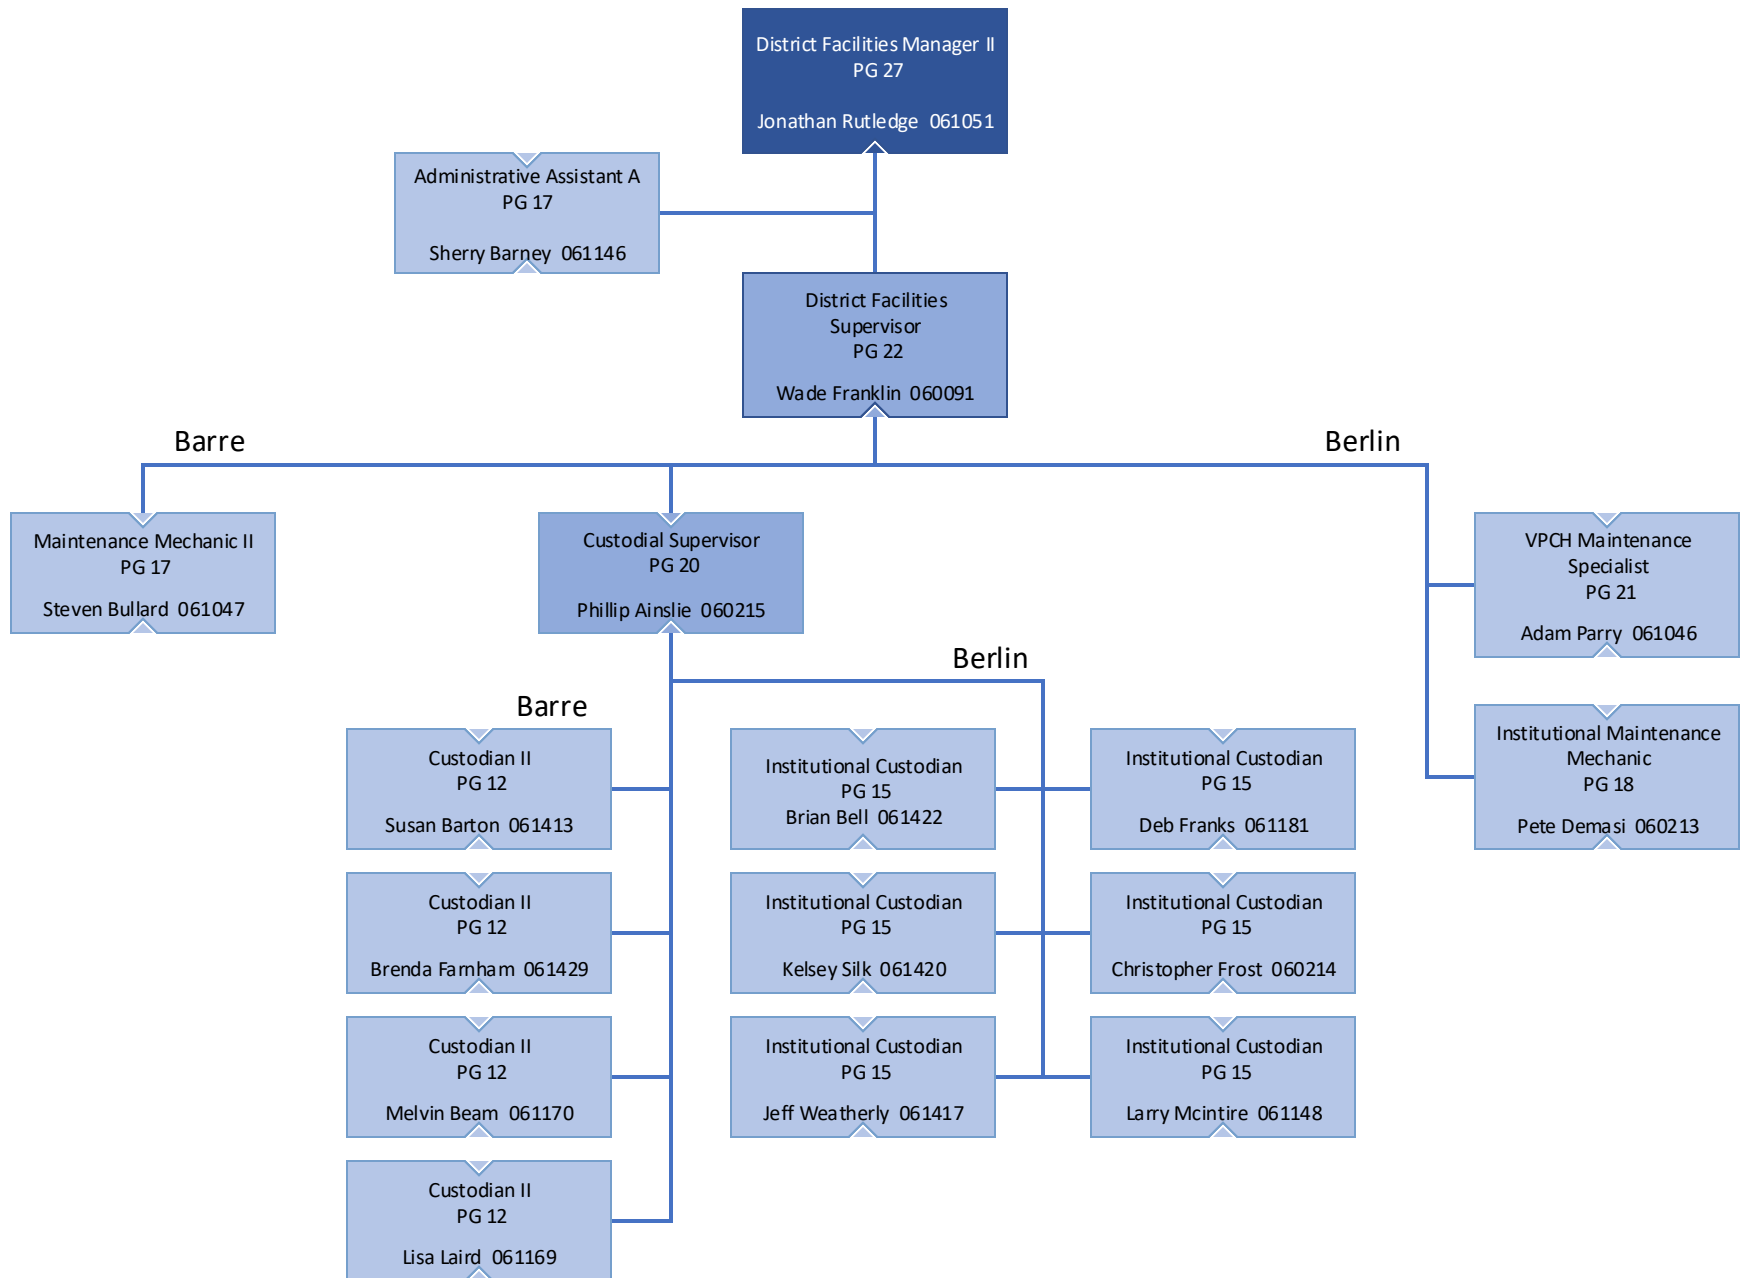 District Facilities Manager II
PG 27
Jonathan Rutledge 061051
Administrative Assistant A
PG 17
Sherry Barney 061146
District Facilities
Supervisor
PG 22
Wade Franklin 060091
Barre
Berlin
Maintenance Mechanic II
PG 17
Steven Bullard 061047
Custodial Supervisor
PG 20
Phillip Ainslie 060215
VPCH Maintenance
Specialist
PG 21
Adam Parry 061046
Berlin
Barre
Custodian II
PG 12
Susan Barton 061413
Institutional Custodian
PG 15
Brian Bell 061422
Institutional Custodian
PG 15
Deb Franks 061181
Institutional Maintenance
Mechanic
PG 18
Pete Demasi 060213
Custodian II
PG 12
Brenda Farnham 061429
Institutional Custodian
PG 15
Kelsey Silk 061420
Institutional Custodian
PG 15
Christopher Frost 060214
Custodian II
PG 12
Melvin Beam 061170
Institutional Custodian
PG 15
Jeff Weatherly 061417
Institutional Custodian
PG 15
Larry Mcintire 061148
Custodian II
PG 12
Lisa Laird 061169